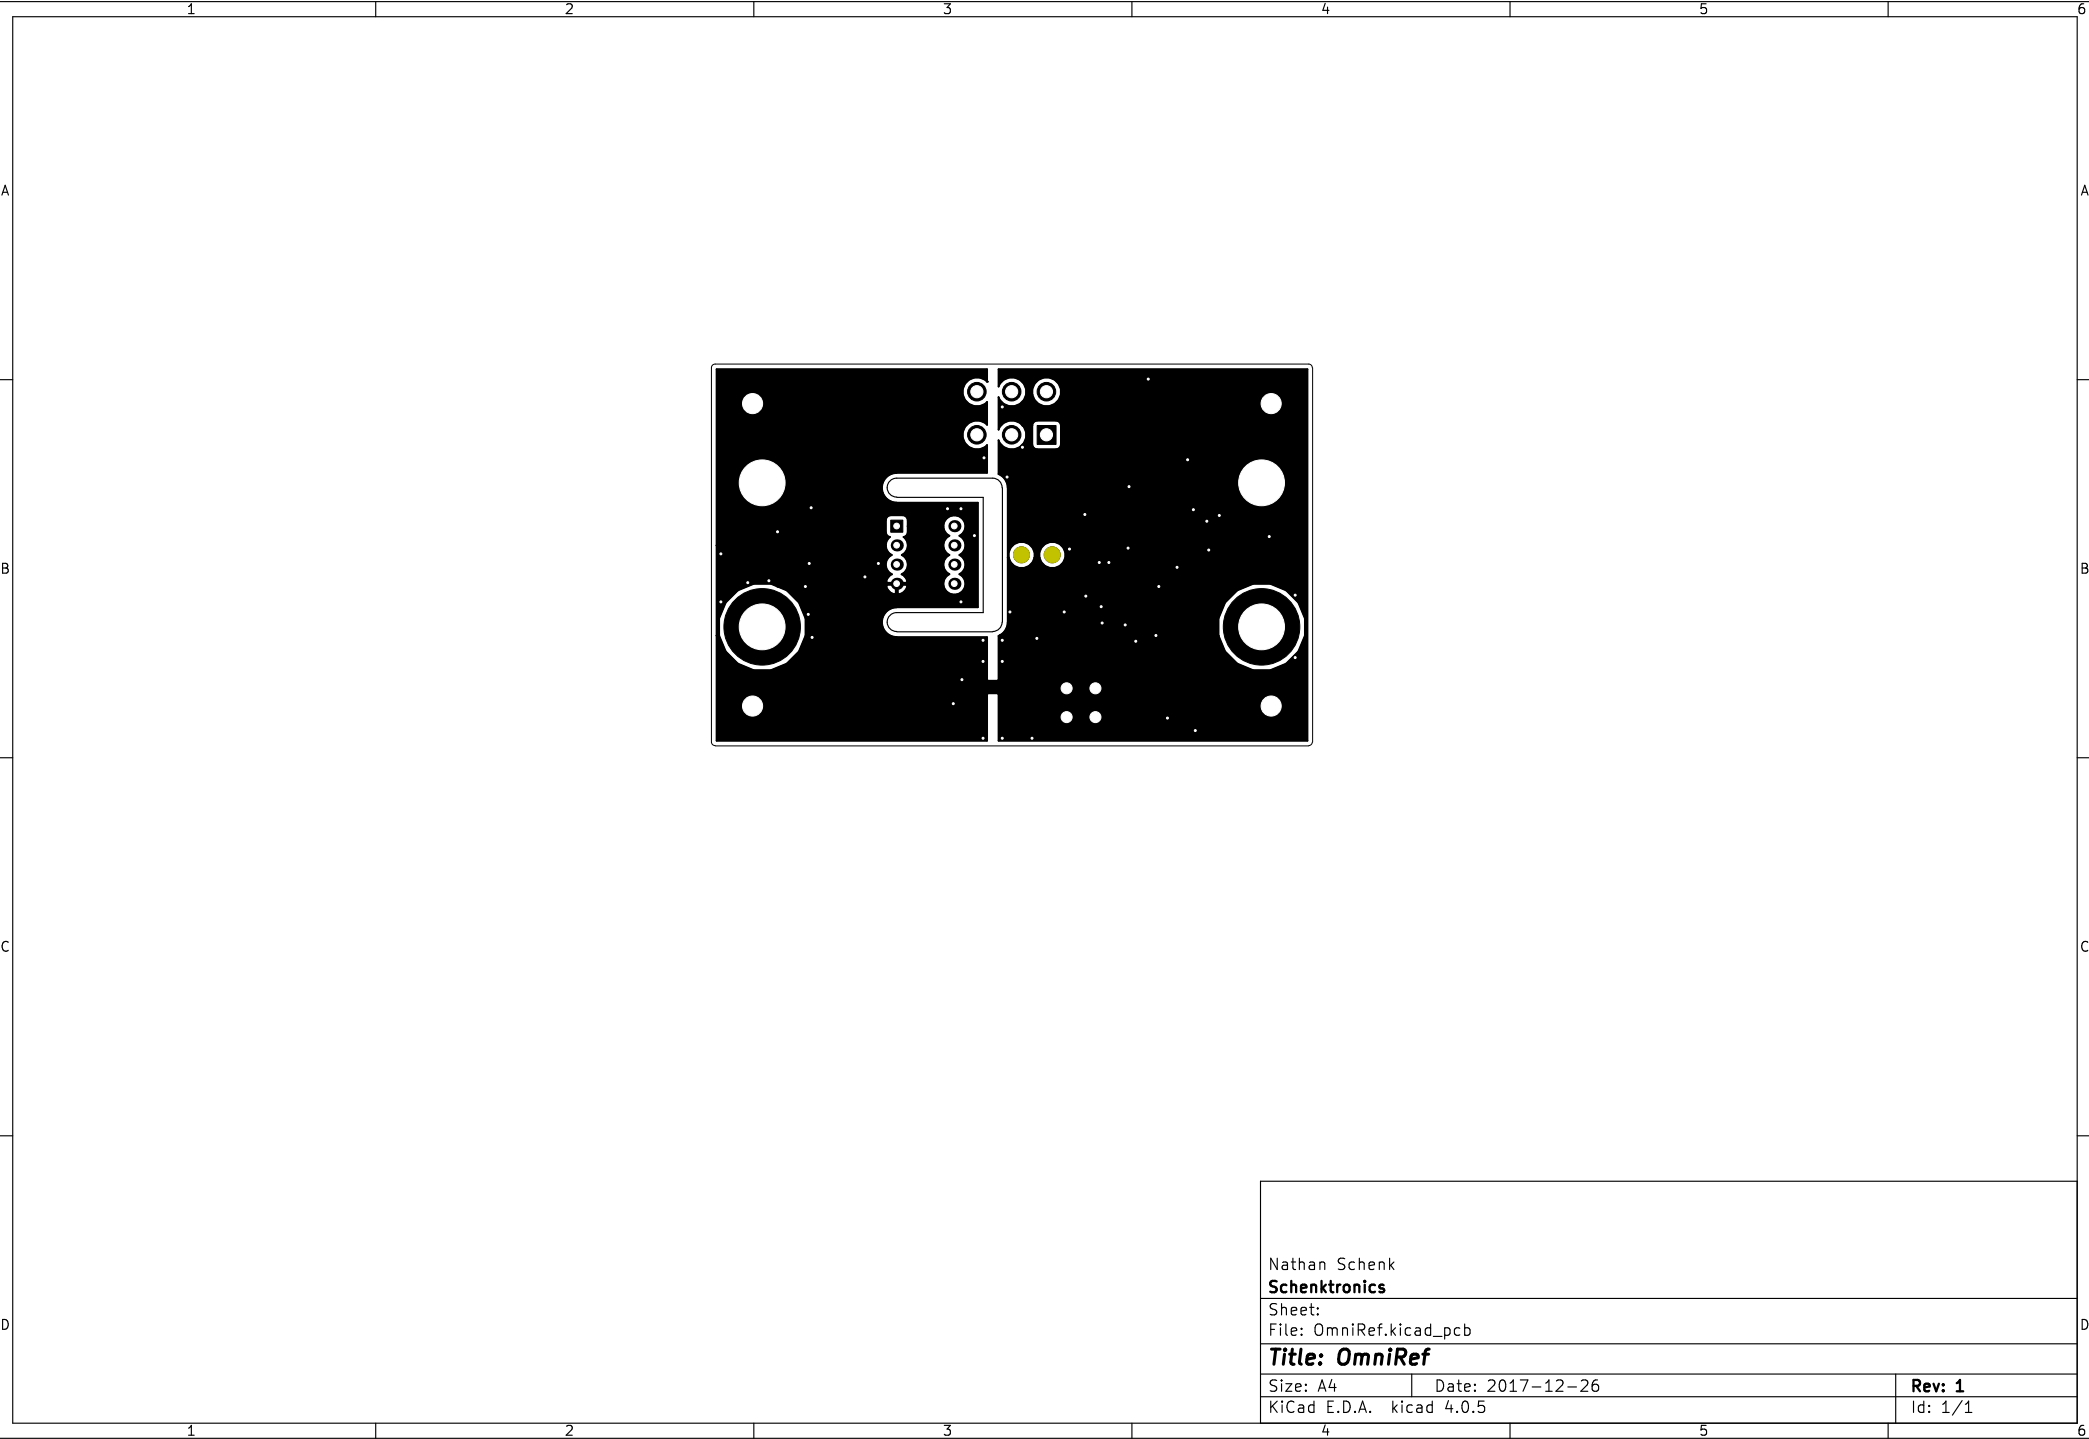 1 2 3 4 5 6
A A
B B
C C
D D
Nathan Schenk
Schenktronics
Sheet:
File: OmniRef.kicad_pcb
Title: OmniRef
Size: A4 Date: 2017-12-26 Rev: 1
KiCad E.D.A. kicad 4.0.5 Id: 1/1
1 2 3 4 5 6